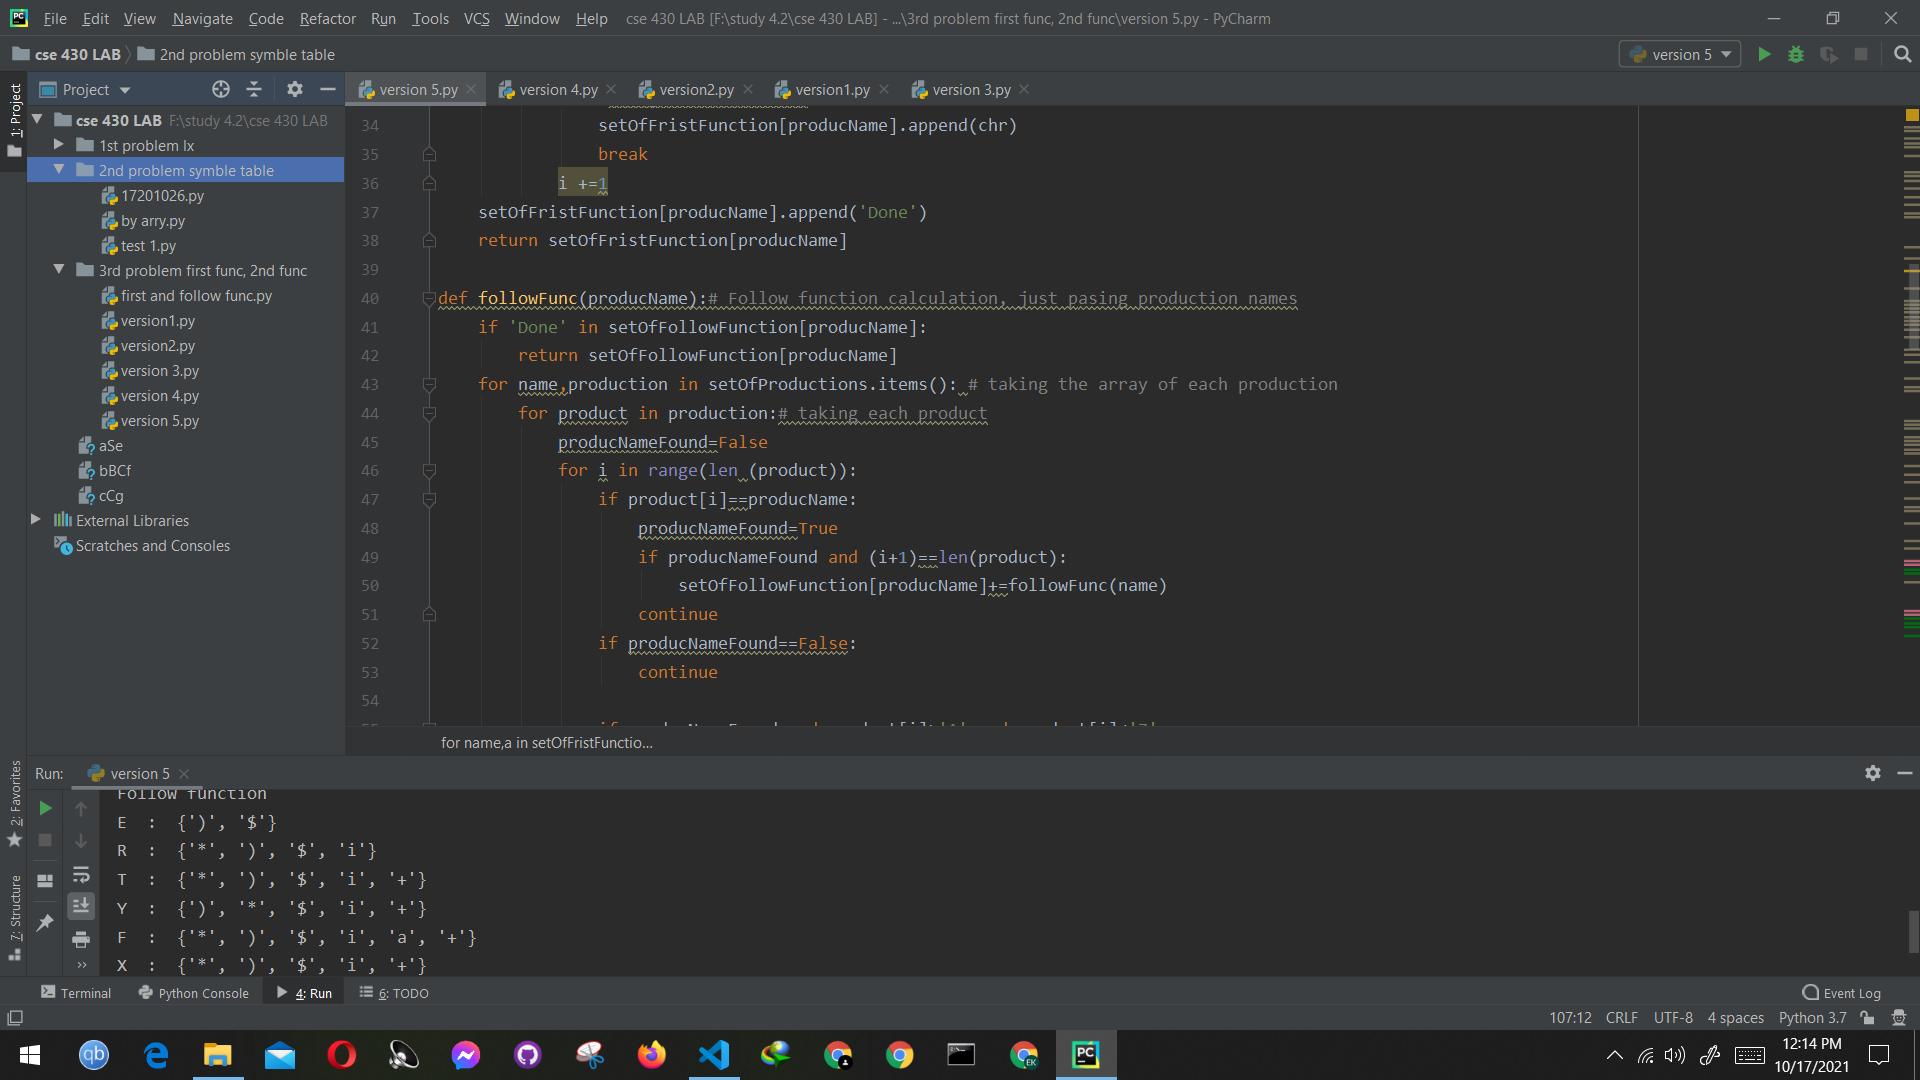 File Edit View Navigate Code Refactor Run Tools VCS Window Help cse 430 LAB [F:\study 4.2\cse 430 LAB] - ...\3rd problem first func, 2nd func\version 5.py - PyCharm
cse 430 LAB 2nd problem symble table version 5
1: Project
Project
version 5.py version 4.py version2.py version1.py version 3.py
cse 430 LAB F:\study 4.2\cse 430 LAB
1st problem lx
2nd problem symble table
17201026.py
by arry.py
test 1.py
3rd problem first func, 2nd func
first and follow func.py
version1.py
version2.py
version 3.py
version 4.py
version 5.py
aSe
bBCf
cCg
External Libraries
Scratches and Consoles
34 setOfFristFunction[producName].append(chr)
35 break
36 i +=1
37 setOfFristFunction[producName].append('Done')
38 return setOfFristFunction[producName]
39
40 def followFunc(producName):# Follow function calculation, just pasing production names
41 if 'Done' in setOfFollowFunction[producName]:
42 return setOfFollowFunction[producName]
43 for name,production in setOfProductions.items(): # taking the array of each production
44 for product in production:# taking each product
45 producNameFound=False
46 for i in range(len (product)):
47 if product[i]==producName:
48 producNameFound=True
49 if producNameFound and (i+1)==len(product):
50 setOfFollowFunction[producName]+=followFunc(name)
51 continue
52 if producNameFound==False:
53 continue
54
for name,a in setOfFristFunctio...
2: Favorites
7: Structure
Run: version 5
Follow function
E : {')', '$'}
R : {'*', ')', '$', 'i'}
T : {'*', ')', '$', 'i', '+'}
Y : {')', '*', '$', 'i', '+'}
F : {'*', ')', '$', 'i', 'a', '+'}
X : {'*', ')', '$', 'i', '+'}
Terminal Python Console 4: Run 6: TODO Event Log
107:12 CRLF UTF-8 4 spaces Python 3.7
12:14 PM
10/17/2021